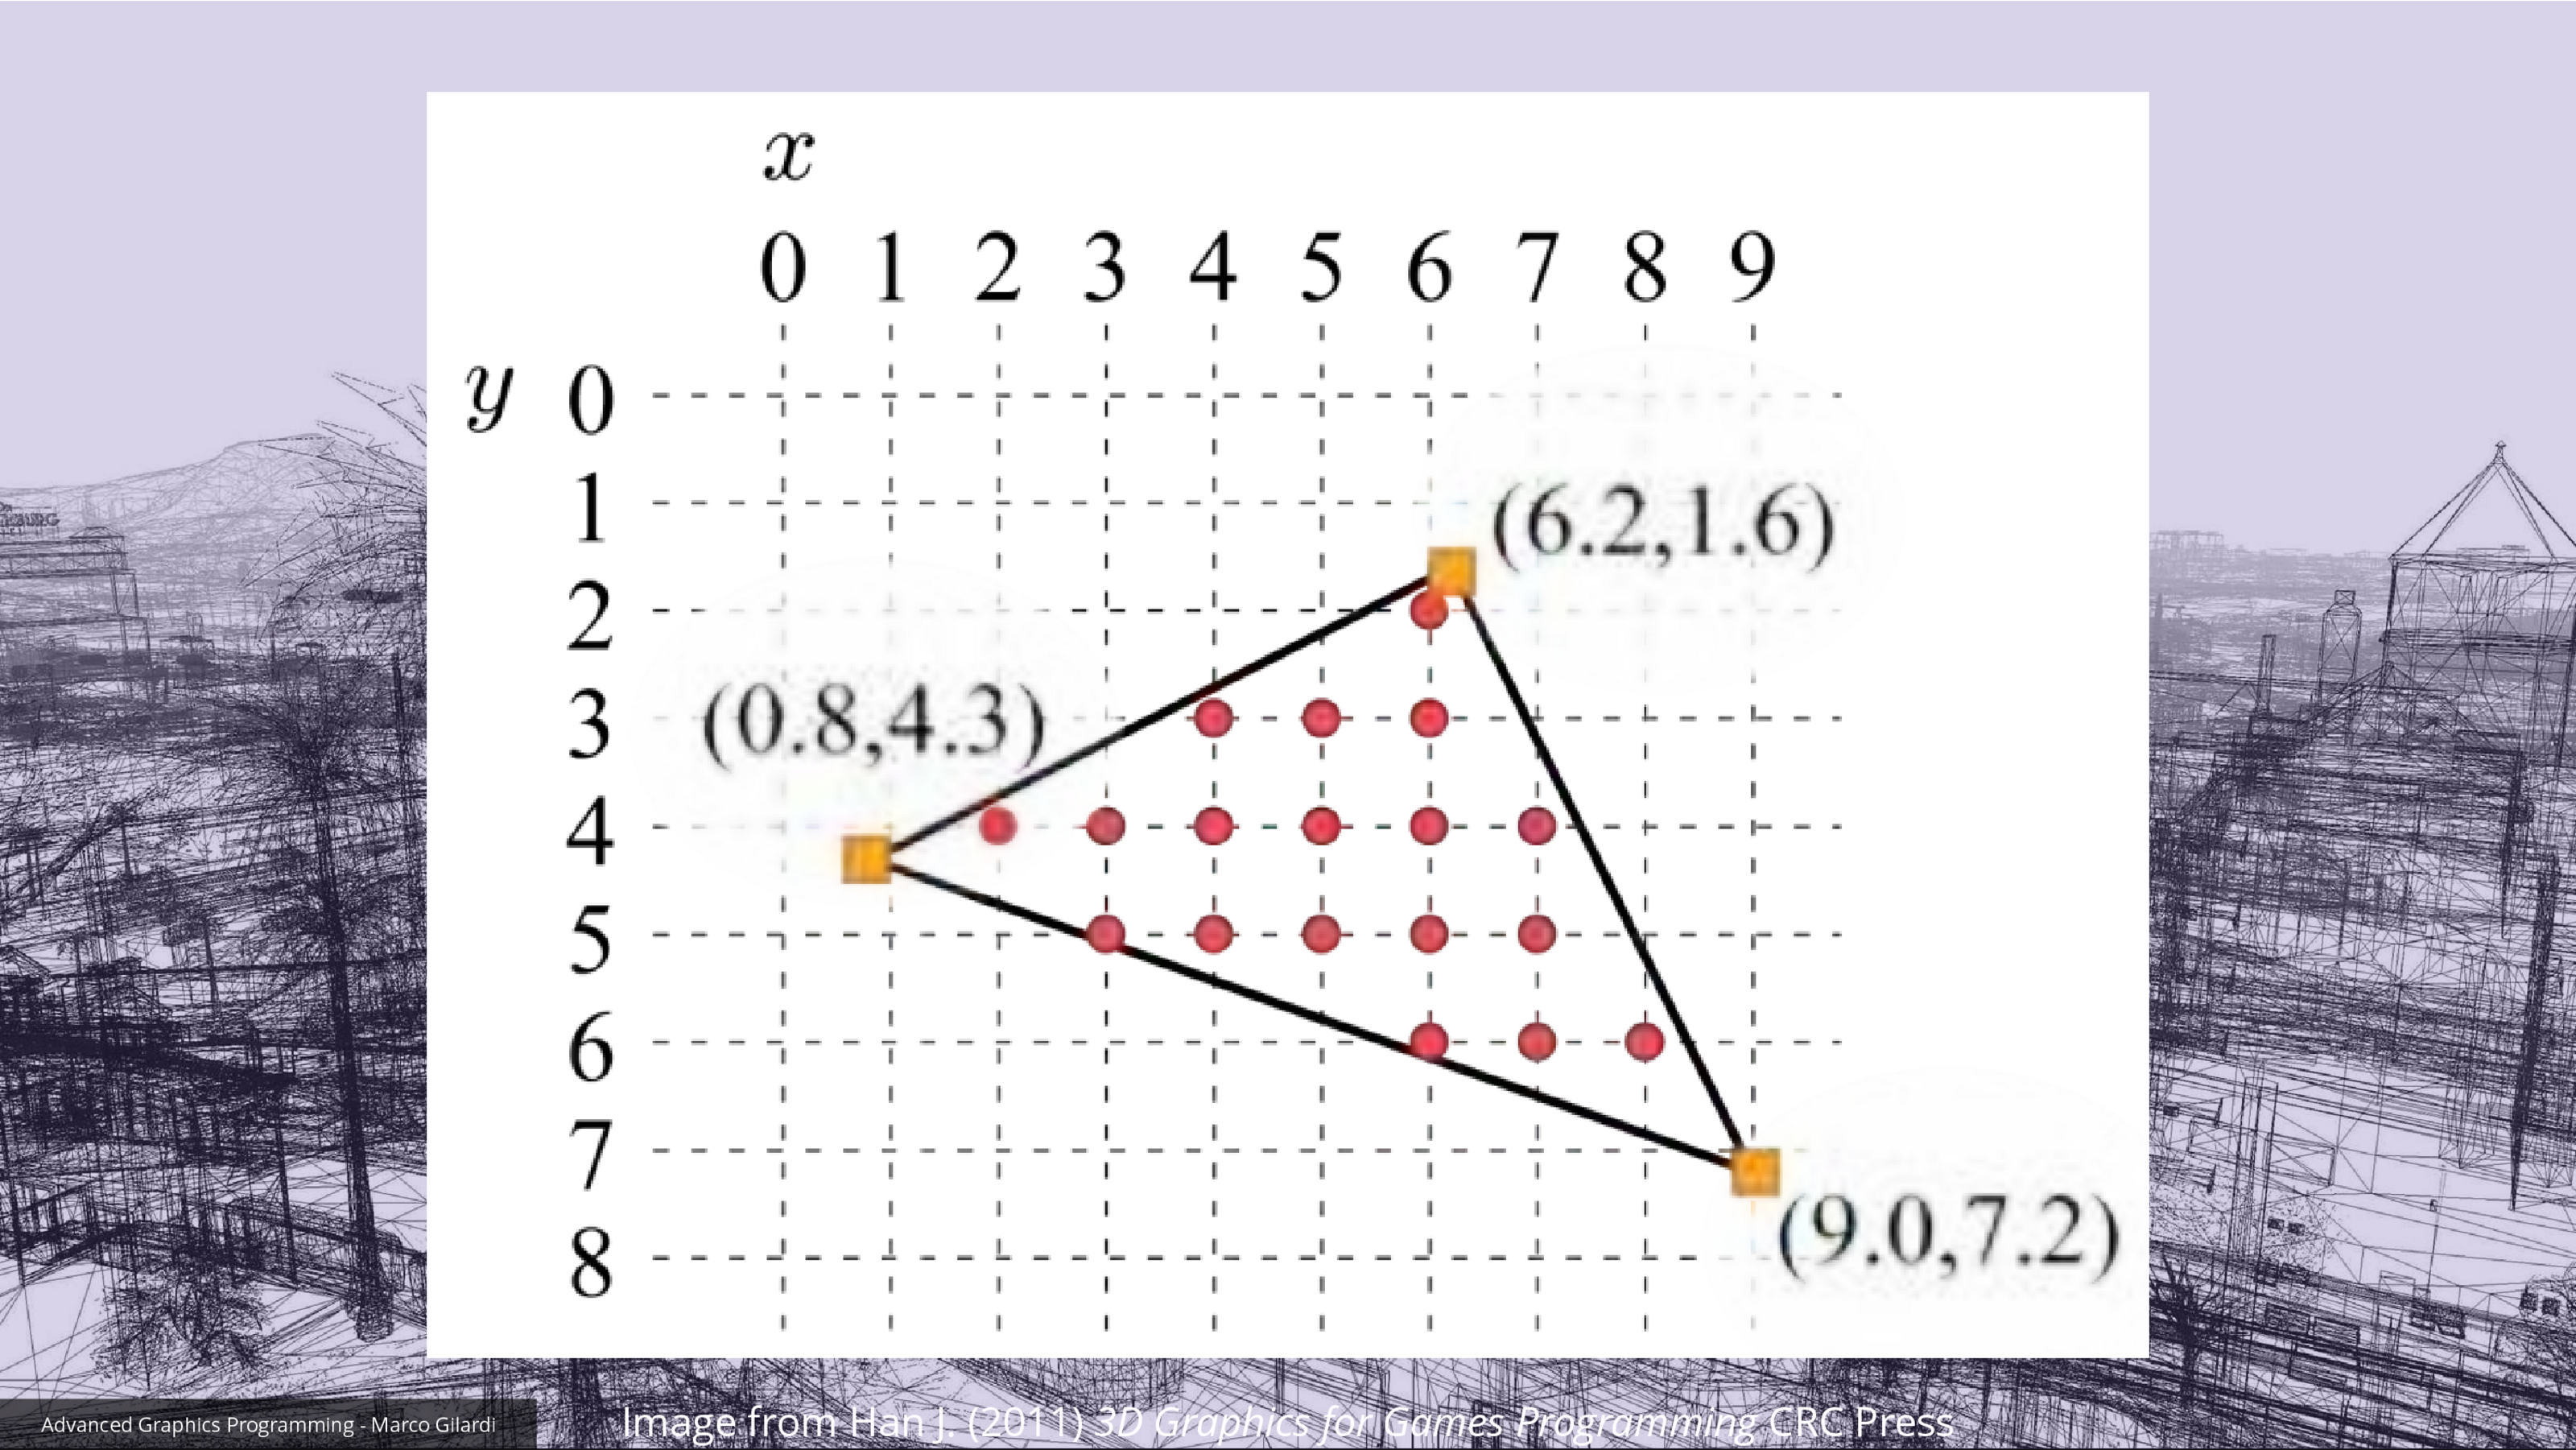 x
0 1 2 3 4 5 6 7 8 9
y 0
1
(6.2,1.6)
2
(0.8,4.3)
3
4
5
6
7
(9.0,7.2)
8
Advanced Graphics Programming - Marco Gilardi
Image from Han J. (2011) 3D Graphics for Games Programming CRC Press